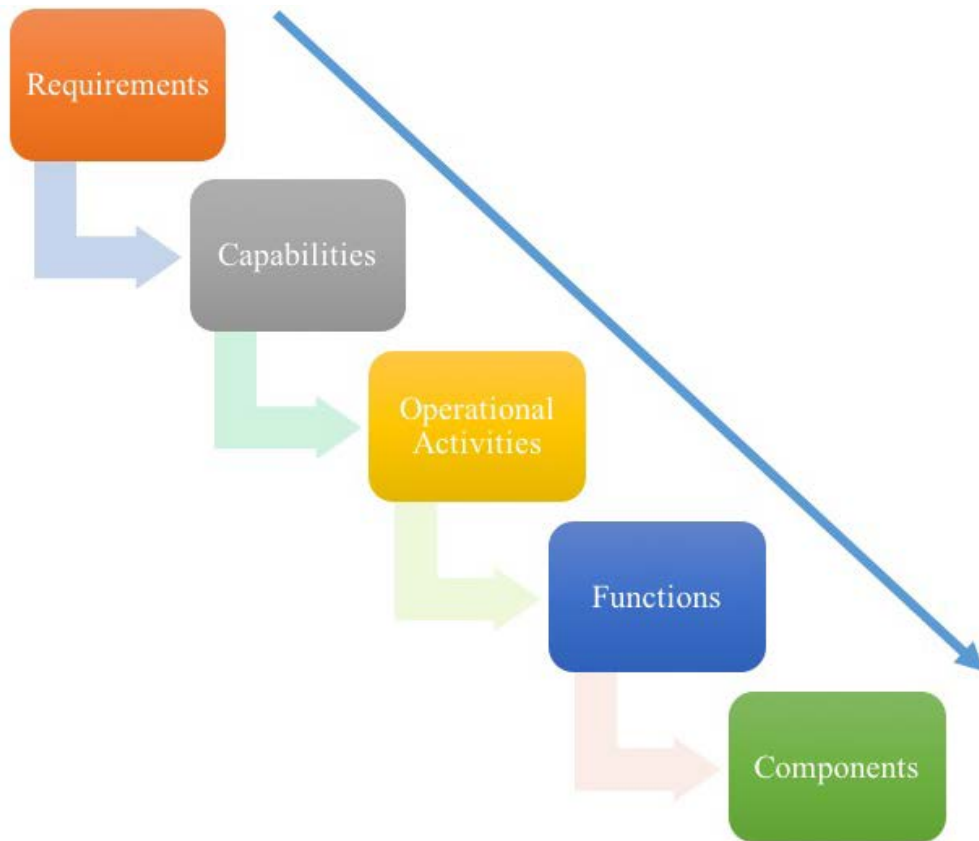 Requirements
Capabilities
Operational
Activities
Functions
Components